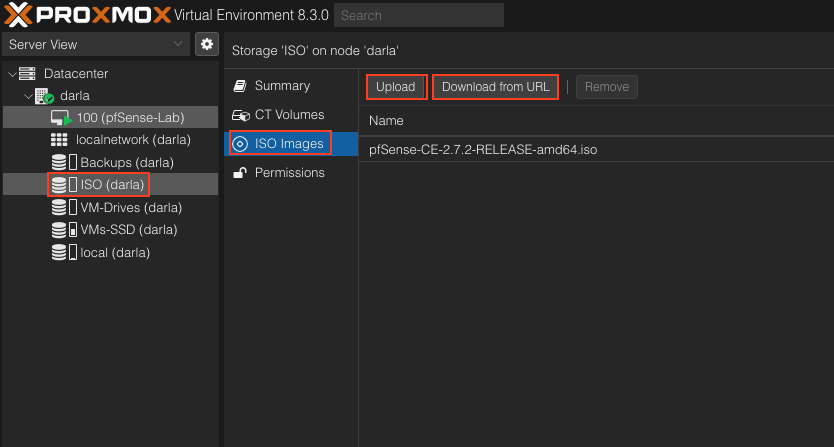 PROXMOX Virtual Environment 8.3.0 Search
Server View
Storage 'ISO' on node 'darla'
Datacenter
darla
100 (pfSense-Lab)
localnetwork (darla)
Backups (darla)
ISO (darla)
VM-Drives (darla)
VMs-SSD (darla)
local (darla)
Summary
CT Volumes
ISO Images
Permissions
Upload Download from URL Remove
Name
pfSense-CE-2.7.2-RELEASE-amd64.iso